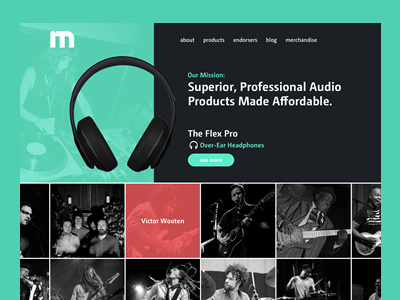 m
about products endorsers blog merchandise
Our Mission:
Superior, Professional Audio
Products Made Affordable.
The Flex Pro
Over-Ear Headphones
see more
Victor Wooten